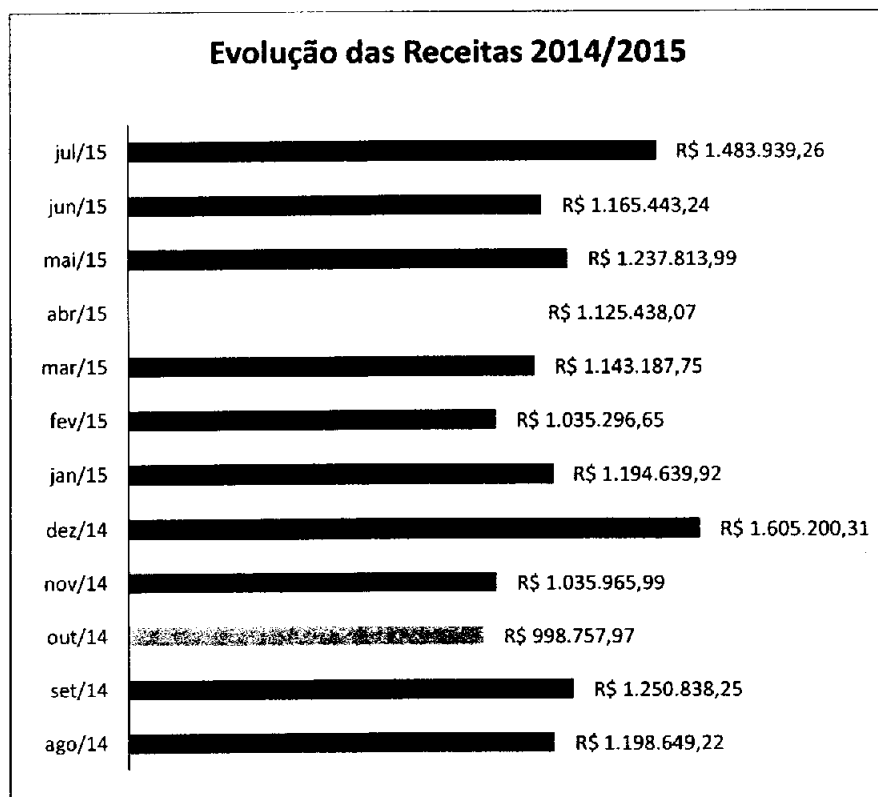 Evolução das Receitas 2014/2015
jul/15 R$ 1.483.939,26
jun/15 R$ 1.165.443,24
mai/15 R$ 1.237.813,99
abr/15 R$ 1.125.438,07
mar/15 R$ 1.143.187,75
fev/15 R$ 1.035.296,65
jan/15 R$ 1.194.639,92
dez/14 R$ 1.605.200,31
nov/14 R$ 1.035.965,99
out/14 R$ 998.757,97
set/14 R$ 1.250.838,25
ago/14 R$ 1.198.649,22